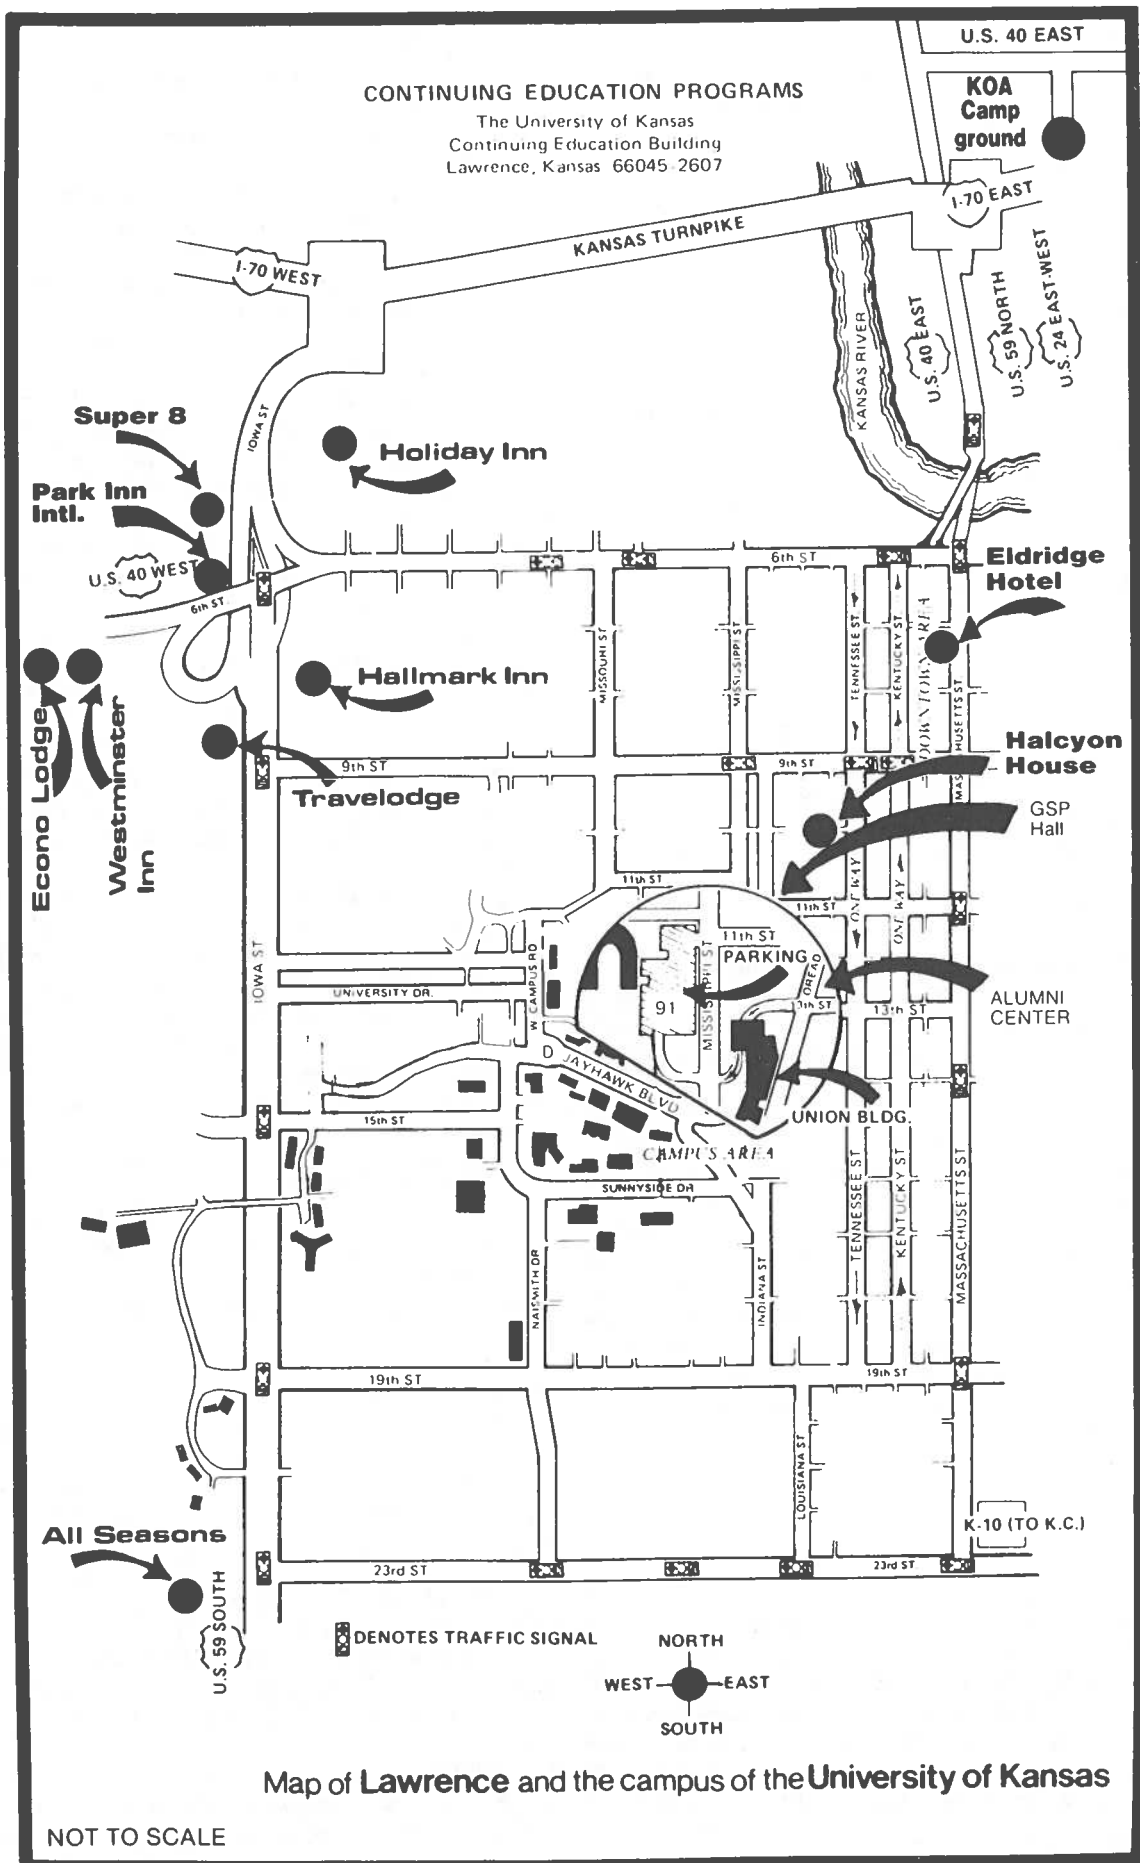 U.S. 40 EAST
CONTINUING EDUCATION PROGRAMS
The University of Kansas
Continuing Education Building
Lawrence, Kansas 66045-2607
KOA
Camp
ground
I-70 EAST
KANSAS TURNPIKE
I-70 WEST
KANSAS RIVER
U.S. 40 EAST
U.S. 59 NORTH
U.S. 24 EAST-WEST
IOWA ST
Super 8
Holiday Inn
Park Inn
Intl.
U.S. 40 WEST
6th ST
6th ST.
Eldridge
Hotel
MISSOURI ST
MISSISSIPPI ST
TENNESSEE ST.
KENTUCKY ST.
DOWNTOWN AREA
MASSACHUSETTS ST.
Hallmark Inn
Econo Lodge
Westminster
Inn
Travelodge
9th ST
9th ST.
Halcyon
House
GSP
Hall
11th ST
11th ST.
ONE WAY
ONE WAY
11th ST
PARKING
91
MISSISSIPPI ST
OREAD
13th ST
13th ST
ALUMNI
CENTER
IOWA ST
W CAMPUS RD
UNIVERSITY DR.
D
JAYHAWK BLVD
UNION BLDG.
15th ST
CAMPUS AREA
SUNNYSIDE DR
NAISMITH DR
INDIANA ST
TENNESSEE ST
KENTUCKY ST
MASSACHUSETTS ST
19th ST
19th ST
LOUISIANA ST
K-10 (TO K.C.)
All Seasons
23rd ST
23rd ST
U.S. 59 SOUTH
DENOTES TRAFFIC SIGNAL
NORTH
WEST
EAST
SOUTH
Map of Lawrence and the campus of the University of Kansas
NOT TO SCALE